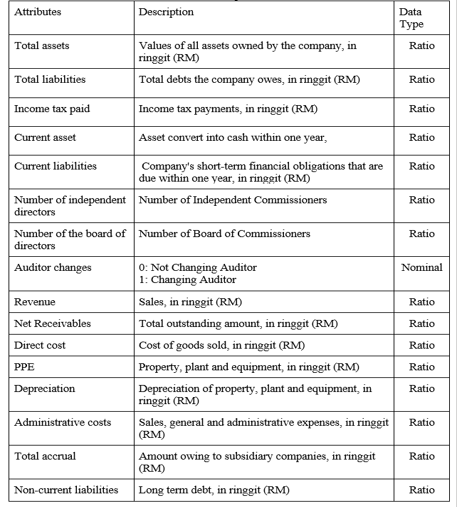 Attributes Description Data
Type
Total assets Values of all assets owned by the company, in Ratio
ringgit (RM)
Total liabilities Total debts the company owes, in ringgit (RM) Ratio
Income tax paid Income tax payments, in ringgit (RM) Ratio
Current asset Asset convert into cash within one year, Ratio
Current liabilities Company's short-term financial obligations that are Ratio
due within one year, in ringgit (RM)
Number of independent Number of Independent Commissioners Ratio
directors
Number of the board of Number of Board of Commissioners Ratio
directors
Auditor changes 0: Not Changing Auditor Nominal
1: Changing Auditor
Revenue Sales, in ringgit (RM) Ratio
Net Receivables Total outstanding amount, in ringgit (RM) Ratio
Direct cost Cost of goods sold, in ringgit (RM) Ratio
PPE Property, plant and equipment, in ringgit (RM) Ratio
Depreciation Depreciation of property, plant and equipment, in Ratio
ringgit (RM)
Administrative costs Sales, general and administrative expenses, in ringgit Ratio
(RM)
Total accrual Amount owing to subsidiary companies, in ringgit Ratio
(RM)
Non-current liabilities Long term debt, in ringgit (RM) Ratio